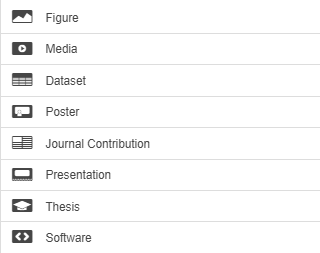 Figure
Media
Dataset
Poster
Journal Contribution
Presentation
Thesis
Software